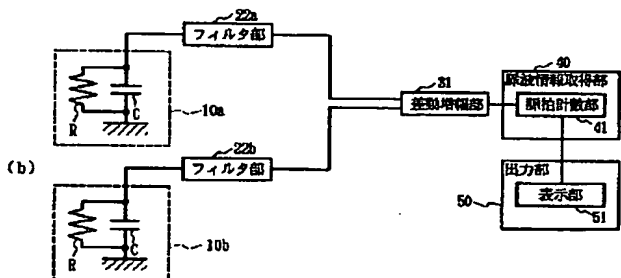 22a
フィルタ部
R
C
10a
31
差動増幅部
40
脈波情報取得部
脈拍計数部
41
(b)
22b
フィルタ部
R
C
10b
50
出力部
表示部
51